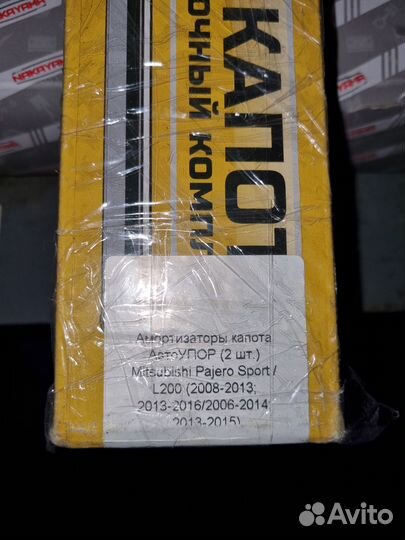 NAKAYAMA
NAKAYAMA
КАПОТ
ОЧНЫЙ КОМПЛ
Амортизаторы капота
АвтоУПОР (2 шт.)
Mitsubishi Pajero Sport /
L200 (2008-2013;
2013-2016/2006-2014
2013-2015)
Avito